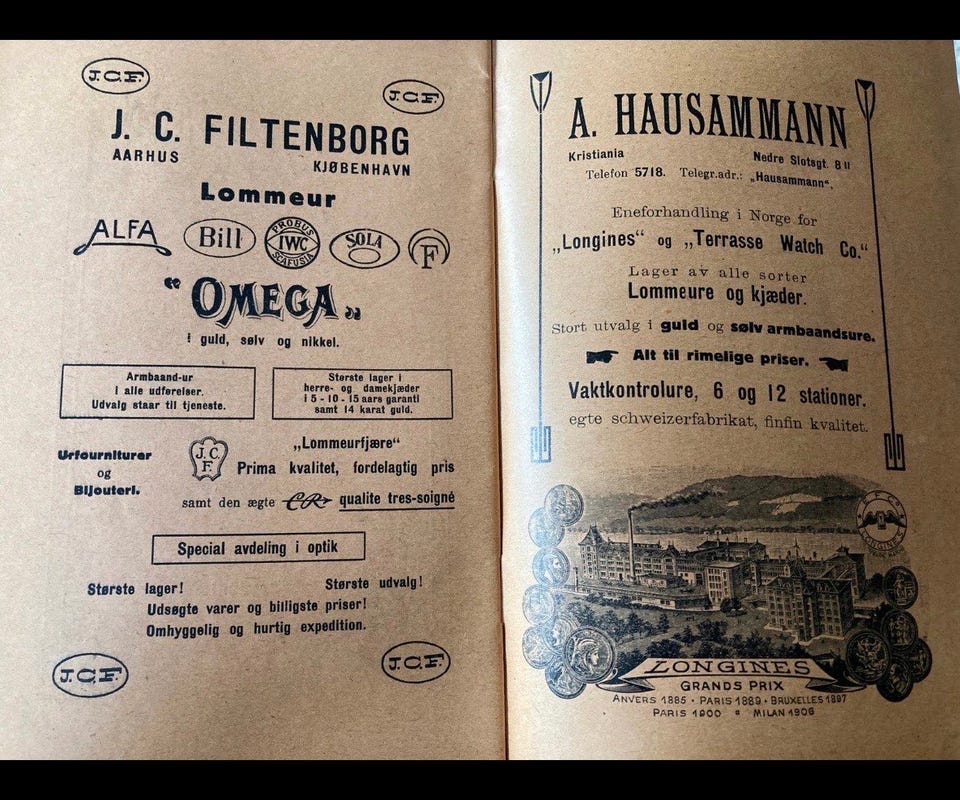 J.C.F.
J.C.F.
J. C. FILTENBORG
AARHUS
KJØBENHAVN
Lommeur
ALFA
Bill
PROBUS
IWC
SCAFUSIA
SOLA
F
“OMEGA„
i guld, sølv og nikkel.
Armbaand-ur
i alle udførelser.
Udvalg staar til tjeneste.
Største lager i
herre- og damekjæder
i 5 - 10 - 15 aars garanti
samt 14 karat guld.
Urfourniturer
og
Bijouteri.
J.C.
F.
„Lommeurfjære“
Prima kvalitet, fordelagtig pris
samt den ægte CR qualite tres-soigné
Special avdeling i optik
Største lager!
Største udvalg!
Udsøgte varer og billigste priser!
Omhyggelig og hurtig expedition.
J.C.F.
J.C.F.
A. HAUSAMMANN
Kristiania
Nedre Slotsgt. 8 II
Telefon 5718. Telegr.adr.: „Hausammann“.
Eneforhandling i Norge for
„Longines“ og „Terrasse Watch Co.“
Lager av alle sorter
Lommeure og kjæder.
Stort utvalg i guld og sølv armbaandsure.
Alt til rimelige priser.
Vaktkontrolure, 6 og 12 stationer.
egte schweizerfabrikat, finfin kvalitet.
LONGINES
LONGINES
GRANDS PRIX
ANVERS 1885 · PARIS 1889 · BRUXELLES 1897
PARIS 1900 MILAN 1906